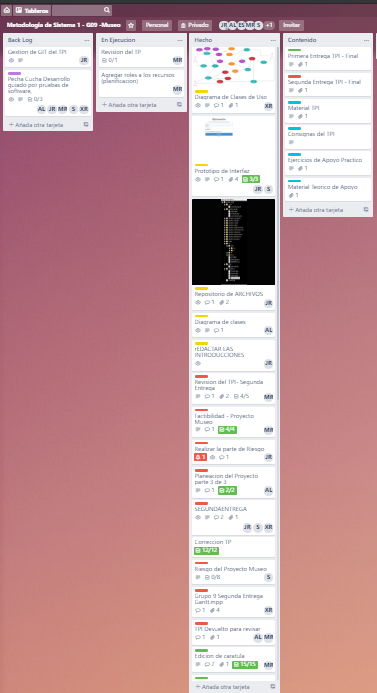 Tableros
Metodologia de Sistema 1 - G09 -Museo
Personal
Privado
JR AL ES MR S +1
Invitar
Back Log
Gestion de GIT del TPI
JR
Pecha Cucha Desarrollo
guiado por pruebas de
software.
0/3
AL JR MR S XR
+ Añada otra tarjeta
En Ejecucion
Revision del TP
0/1
MR
Agregar roles a los recursos
(planificacion)
MR
+ Añada otra tarjeta
Hecho
Diagrama de Clases de Uso
1 1
XR
Prototipo de Interfaz
1 4 3/3
JR S
Repositorio de ARCHIVOS
1 2
JR
Diagrama de clases
1
AL
REDACTAR LAS
INTRODUCCIONES
JR
Revision del TPI- Segunda
Entrega
1 2 4/5
MR
Factibilidad - Proyecto
Museo
1 4/4
MR
Realizar la parte de Riesgo
1 1
JR
Planeacion del Proyecto
parte 3 de 3
1 2/2
AL
SEGUNDAENTREGA
2 1
JR S XR
Correccion TP
12/12
Riesgo del Proyecto Museo
0/8
S
Grupo 9 Segunda Entrega
Gantt.mpp
1 4
XR
TPI Devuelto para revisar
1 1
AL MR
Edicion de caratula
7 1 15/15
MR
+ Añada otra tarjeta
Contenido
Primera Entrega TPI - Final
1
Segunda Entrega TPI - Final
1
Material TPI
1
Consignas del TPI
Ejercicios de Apoyo Practico
1
Material Teorico de Apoyo
1
+ Añada otra tarjeta